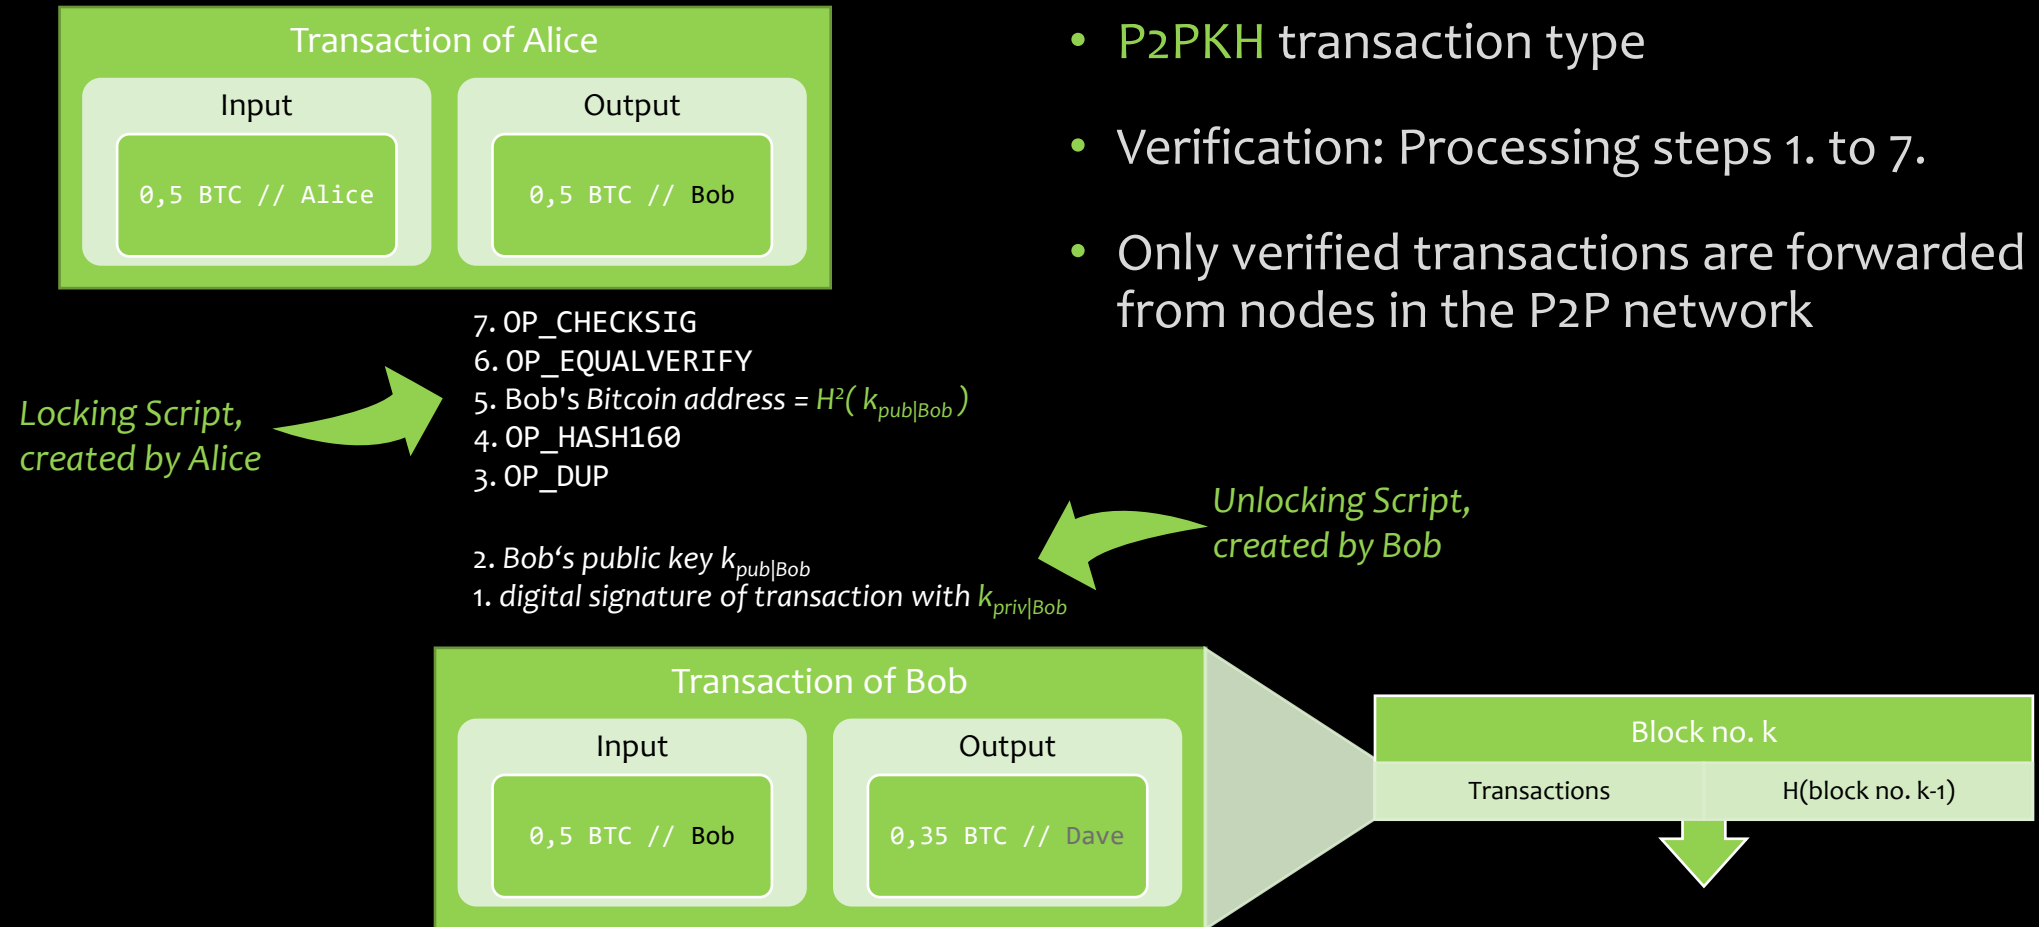 Transaction of Alice
Input
Output
0,5 BTC // Alice
0,5 BTC // Bob
• P2PKH transaction type
• Verification: Processing steps 1. to 7.
• Only verified transactions are forwarded
from nodes in the P2P network
7. OP_CHECKSIG
6. OP_EQUALVERIFY
5. Bob's Bitcoin address = H²( k_pub|Bob )
4. OP_HASH160
3. OP_DUP
Locking Script,
created by Alice
2. Bob‘s public key k_pub|Bob
1. digital signature of transaction with k_priv|Bob
Unlocking Script,
created by Bob
Transaction of Bob
Input
Output
0,5 BTC // Bob
0,35 BTC // Dave
Block no. k
Transactions
H(block no. k-1)